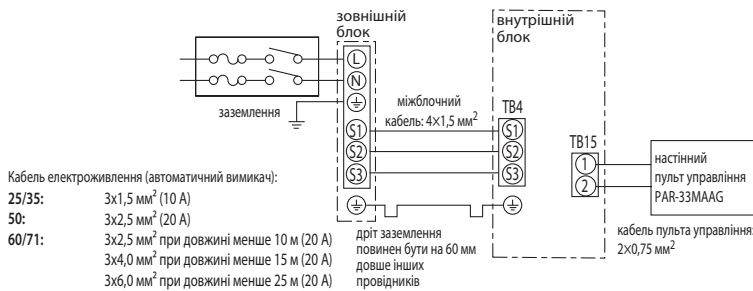 зовнішній
блок
внутрішній
блок
L
N
заземлення
міжблочний
кабель: 4×1,5 мм²
S1
S2
S3
TB4
S1
S2
S3
TB15
1
2
настінний
пульт управління
PAR-33MAAG
кабель пульта управління:
2×0,75 мм²
дріт заземлення
повинен бути на 60 мм
довше інших
провідників
Кабель електроживлення (автоматичний вимикач):
25/35: 3x1,5 мм² (10 А)
50: 3x2,5 мм² (20 А)
60/71: 3x2,5 мм² при довжині менше 10 м (20 А)
3x4,0 мм² при довжині менше 15 м (20 А)
3x6,0 мм² при довжині менше 25 м (20 А)